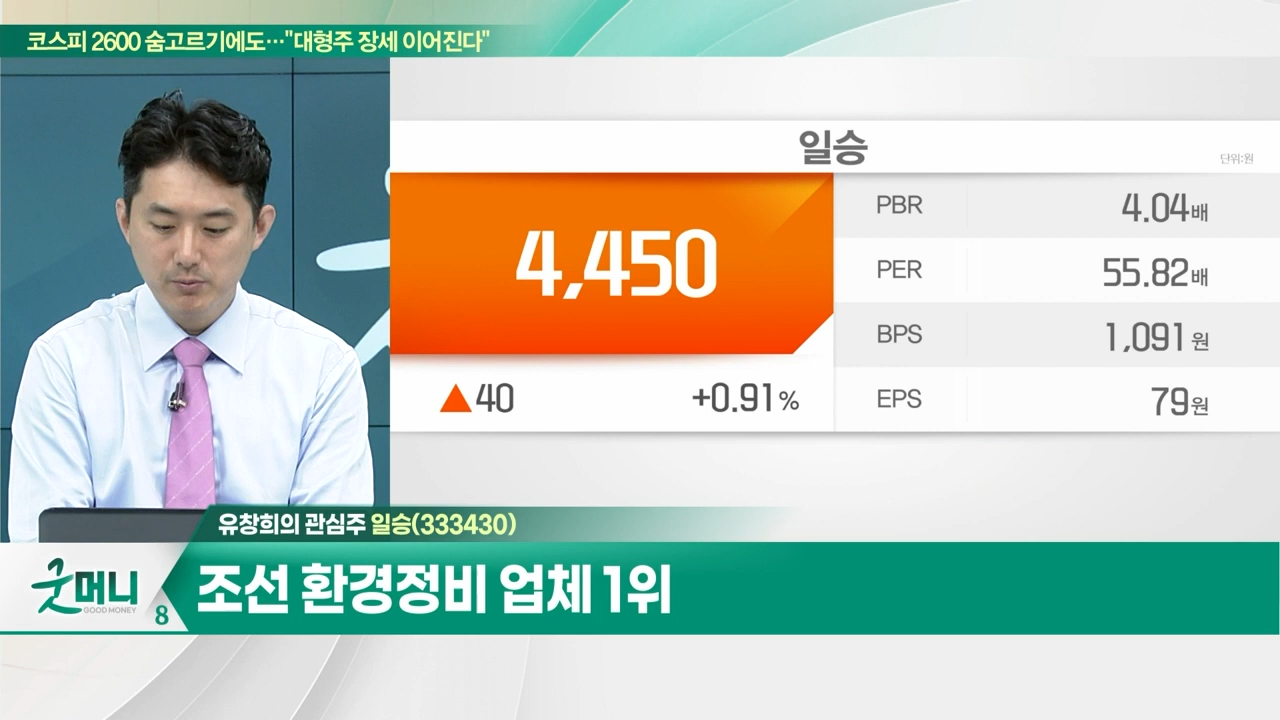 코스피 2600 숨고르기에도…"대형주 장세 이어진다"
일승
단위:원
4,450
▲40 +0.91%
PBR 4.04배
PER 55.82배
BPS 1,091원
EPS 79원
유창희의 관심주 일승(333430)
굿머니
GOOD MONEY
8
조선 환경정비 업체 1위